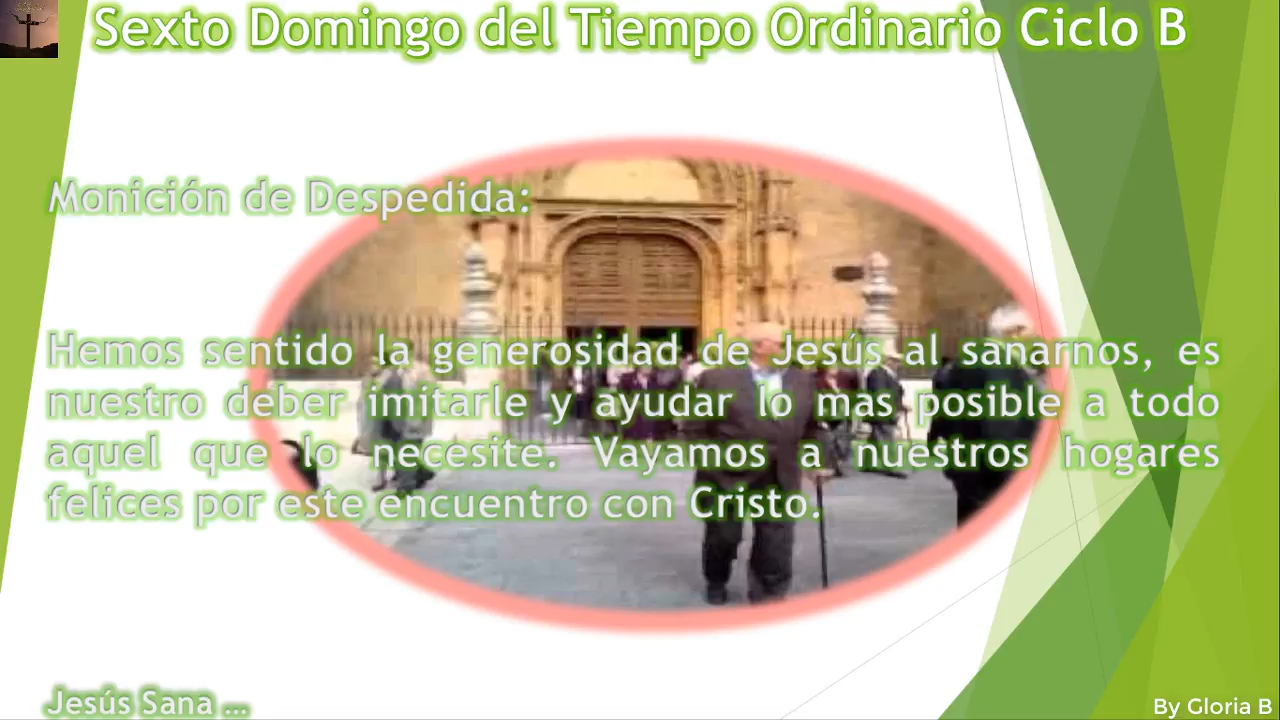 Sexto Domingo del Tiempo Ordinario Ciclo B
Monición de Despedida:
Hemos sentido la generosidad de Jesús al sanarnos, es
nuestro deber imitarle y ayudar lo mas posible a todo
aquel que lo necesite. Vayamos a nuestros hogares
felices por este encuentro con Cristo.
Jesús Sana ...
By Gloria B